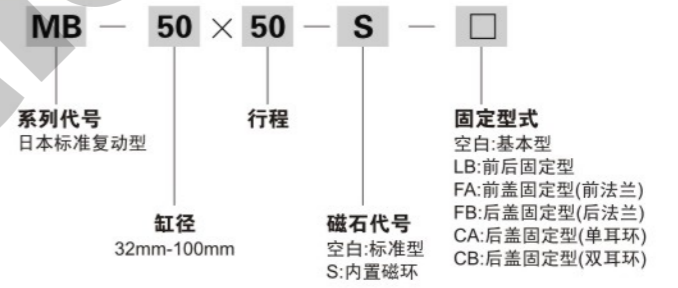 MB — 50 × 50 — S — □
系列代号
日本标准复动型
行程
固定型式
空白:基本型
LB:前后固定型
FA:前盖固定型(前法兰)
FB:后盖固定型(后法兰)
CA:后盖固定型(单耳环)
CB:后盖固定型(双耳环)
缸径
32mm-100mm
磁石代号
空白:标准型
S:内置磁环